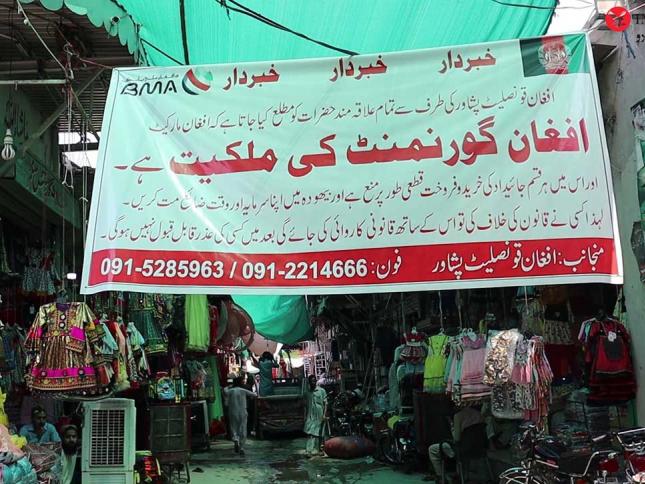 BMA
خبردار خبردار خبردار
افغان قونصلیٹ پشاور کی طرف سے تمام علاقہ مند حضرات کو مطلع کیا جاتا ہے کہ افغان مارکیٹ
افغان گورنمنٹ کی ملکیت ہے۔
اور اس میں ہر قسم جائیداد کی خرید و فروخت قطعی طور پر منع ہے اور بیھودہ میں اپنا سرمایہ اور وقت ضائع مت کریں۔
لہذا کسی نے قانون کی خلاف کی تو اس کے ساتھ قانونی کاروائی کی جائے گی بعد میں کسی کی عذر قابل قبول نہیں ہوگی۔
منجانب: افغان قونصلیٹ پشاور فون: 091-2214666 / 091-5285963